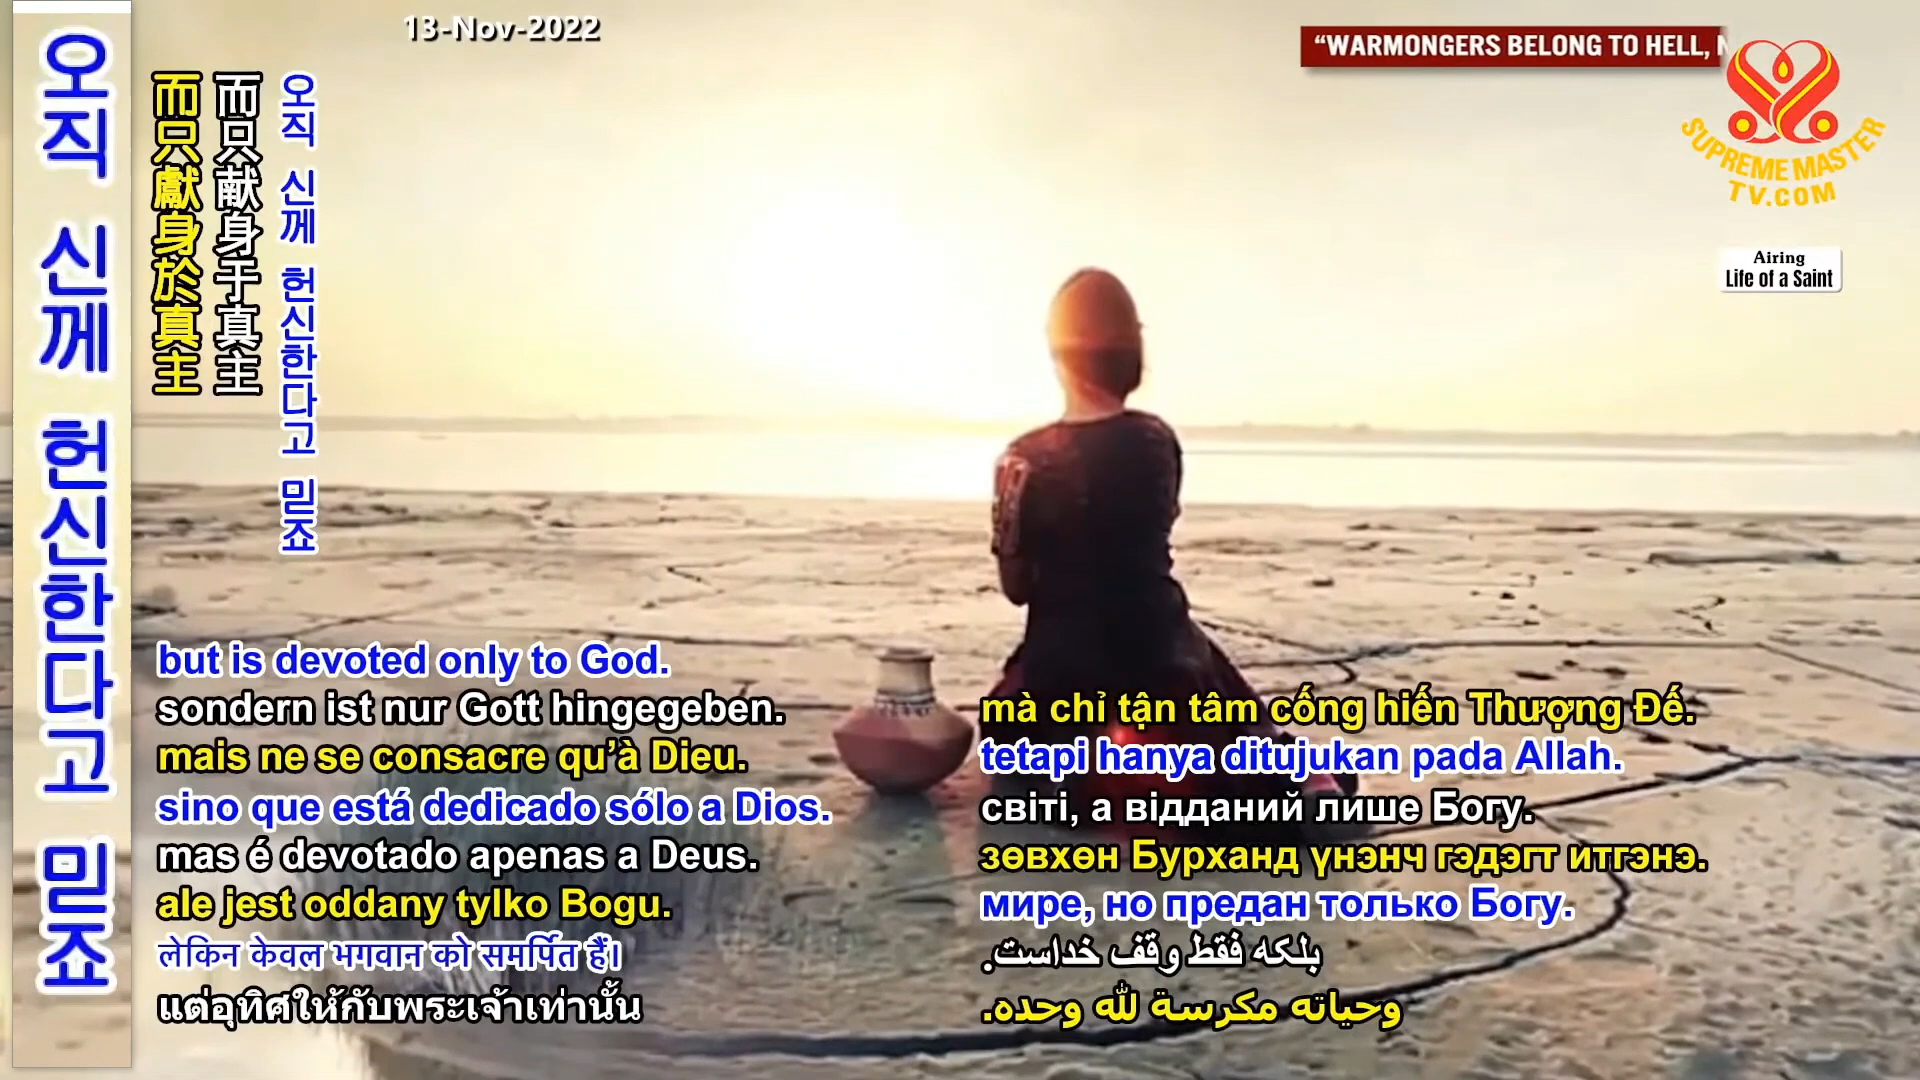 13-Nov-2022
“WARMONGERS BELONG TO HELL,
SUPREME MASTER
TV.COM
Airing
Life of a Saint
오직 신께 헌신한다고 믿죠
而只獻身於真主
而只献身于真主
오직 신께 헌신한다고 믿죠
but is devoted only to God.
sondern ist nur Gott hingegeben.
mais ne se consacre qu’à Dieu.
sino que está dedicado sólo a Dios.
mas é devotado apenas a Deus.
ale jest oddany tylko Bogu.
लेकिन केवल भगवान को समर्पित हैं।
แต่อุทิศให้กับพระเจ้าเท่านั้น
mà chỉ tận tâm cống hiến Thượng Đế.
tetapi hanya ditujukan pada Allah.
світі, а відданий лише Богу.
зөвхөн Бурханд үнэнч гэдэгт итгэнэ.
мире, но предан только Богу.
بلکه فقط وقف خداست.
وحياته مكرسة لله وحده.